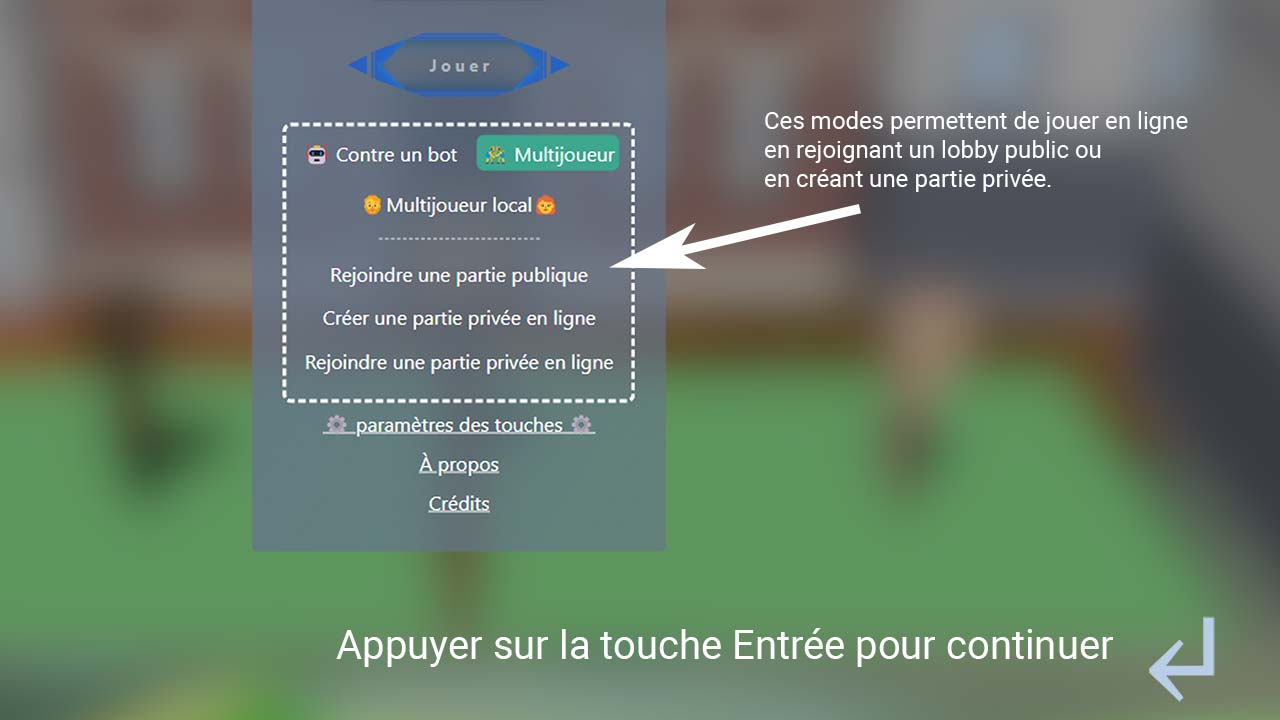 Jouer
Contre un bot
Multijoueur
Multijoueur local
Rejoindre une partie publique
Créer une partie privée en ligne
Rejoindre une partie privée en ligne
paramètres des touches
À propos
Crédits
Ces modes permettent de jouer en ligne
en rejoignant un lobby public ou
en créant une partie privée.
Appuyer sur la touche Entrée pour continuer